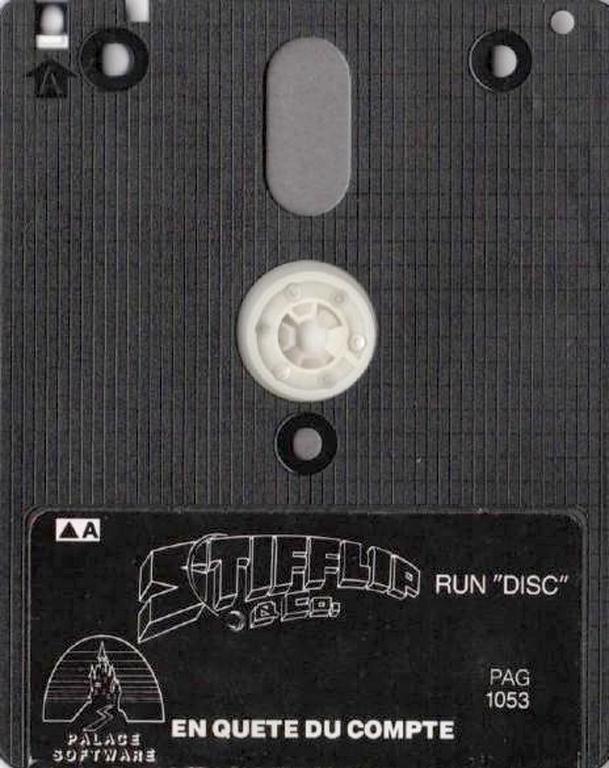 A
A
STIFFLIP
& Co.
RUN "DISC"
PAG
1053
PALACE
SOFTWARE
EN QUETE DU COMPTE